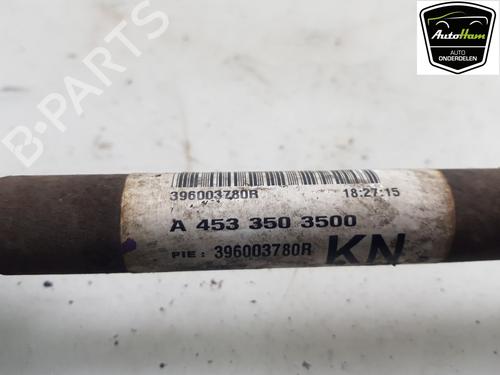 AutoHam
AUTO
ONDERDELEN
B-PARTS
396003780R 18:27:15
A 453 350 3500
PIE: 396003780R KN